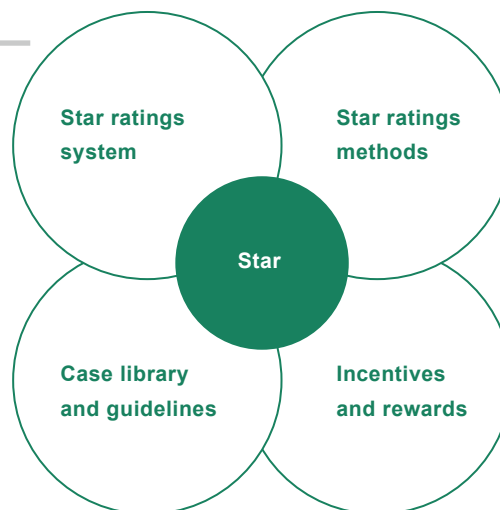 Star ratings
system
Star ratings
methods
Star
Case library
and guidelines
Incentives
and rewards